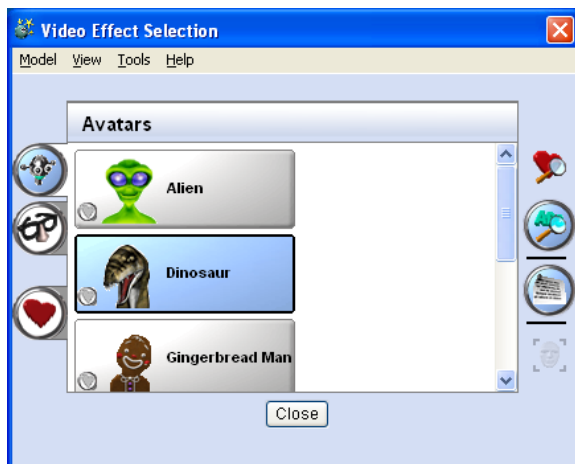 Video Effect Selection
Model View Tools Help
Avatars
Alien
Dinosaur
Gingerbread Man
Close